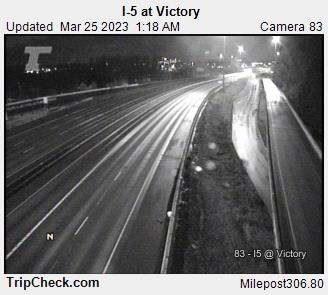 I-5 at Victory
Updated Mar 25 2023 1:18 AM Camera 83
N
83 - I5 @ Victory
TripCheck.com Milepost306.80